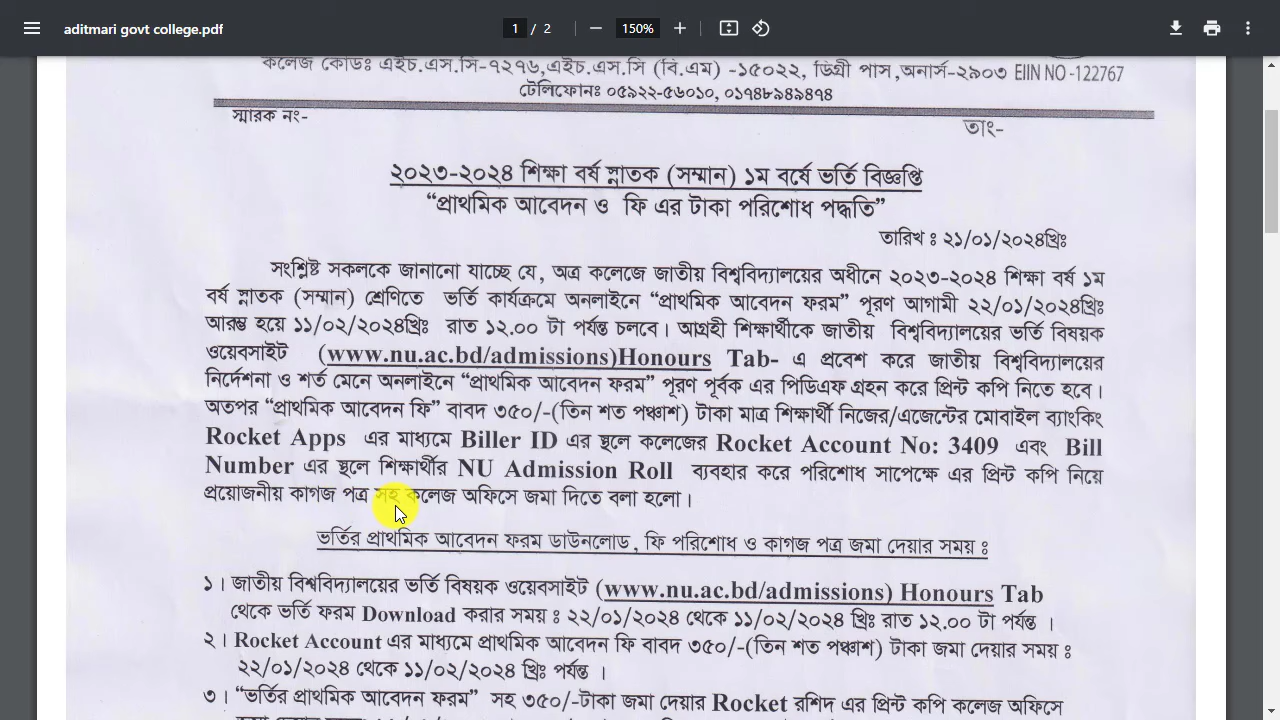 aditmari govt college.pdf
1 / 2
150%
কলেজ কোডঃ এইচ.এস.সি-৭২৭৬,এইচ.এস.সি (বি.এম) -১৫০২২, ডিগ্রী পাস,অনার্স-২৯০৩ EIIN NO -122767
টেলিফোনঃ ০৫৯২২-৫৬০১০, ০১৭৪৮৯৪৯৪৭৪
স্মারক নং-
তাং-
২০২৩-২০২৪ শিক্ষা বর্ষ স্নাতক (সম্মান) ১ম বর্ষে ভর্তি বিজ্ঞপ্তি
“প্রাথমিক আবেদন ও ফি এর টাকা পরিশোধ পদ্ধতি”
তারিখ ঃ ২১/০১/২০২৪খ্রিঃ
সংশ্লিষ্ট সকলকে জানানো যাচ্ছে যে, অত্র কলেজে জাতীয় বিশ্ববিদ্যালয়ের অধীনে ২০২৩-২০২৪ শিক্ষা বর্ষ ১ম
বর্ষ স্নাতক (সম্মান) শ্রেণিতে ভর্তি কার্যক্রমে অনলাইনে “প্রাথমিক আবেদন ফরম” পূরণ আগামী ২২/০১/২০২৪খ্রিঃ
আরম্ভ হয়ে ১১/০২/২০২৪খ্রিঃ রাত ১২.০০ টা পর্যন্ত চলবে। আগ্রহী শিক্ষার্থীকে জাতীয় বিশ্ববিদ্যালয়ের ভর্তি বিষয়ক
ওয়েবসাইট (www.nu.ac.bd/admissions)Honours Tab- এ প্রবেশ করে জাতীয় বিশ্ববিদ্যালয়ের
নির্দেশনা ও শর্ত মেনে অনলাইনে “প্রাথমিক আবেদন ফরম” পূরণ পূর্বক এর পিডিএফ গ্রহন করে প্রিন্ট কপি নিতে হবে।
অতপর “প্রাথমিক আবেদন ফি” বাবদ ৩৫০/-(তিন শত পঞ্চাশ) টাকা মাত্র শিক্ষার্থী নিজের/এজেন্টের মোবাইল ব্যাংকিং
Rocket Apps এর মাধ্যমে Biller ID এর স্থলে কলেজের Rocket Account No: 3409 এবং Bill
Number এর স্থলে শিক্ষার্থীর NU Admission Roll ব্যবহার করে পরিশোধ সাপেক্ষে এর প্রিন্ট কপি নিয়ে
প্রয়োজনীয় কাগজ পত্র সহ কলেজ অফিসে জমা দিতে বলা হলো।
ভর্তির প্রাথমিক আবেদন ফরম ডাউনলোড, ফি পরিশোধ ও কাগজ পত্র জমা দেয়ার সময় ঃ
১। জাতীয় বিশ্ববিদ্যালয়ের ভর্তি বিষয়ক ওয়েবসাইট (www.nu.ac.bd/admissions) Honours Tab
থেকে ভর্তি ফরম Download করার সময় ঃ ২২/০১/২০২৪ থেকে ১১/০২/২০২৪ খ্রিঃ রাত ১২.০০ টা পর্যন্ত ।
২। Rocket Account এর মাধ্যমে প্রাথমিক আবেদন ফি বাবদ ৩৫০/-(তিন শত পঞ্চাশ) টাকা জমা দেয়ার সময় ঃ
২২/০১/২০২৪ থেকে ১১/০২/২০২৪ খ্রিঃ পর্যন্ত ।
৩। “ভর্তির প্রাথমিক আবেদন ফরম” সহ ৩৫০/-টাকা জমা দেয়ার Rocket রশিদ এর প্রিন্ট কপি কলেজ অফিসে